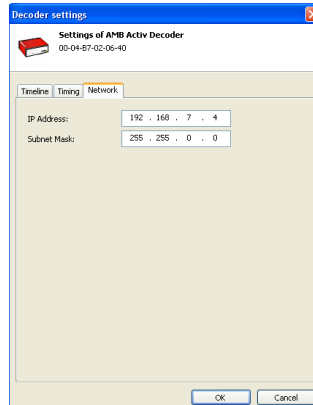 Decoder settings
Settings of AMB Activ Decoder
00-04-B7-02-06-40
Timeline Timing Network
IP Address: 192 . 168 . 7 . 4
Subnet Mask: 255 . 255 . 0 . 0
OK Cancel